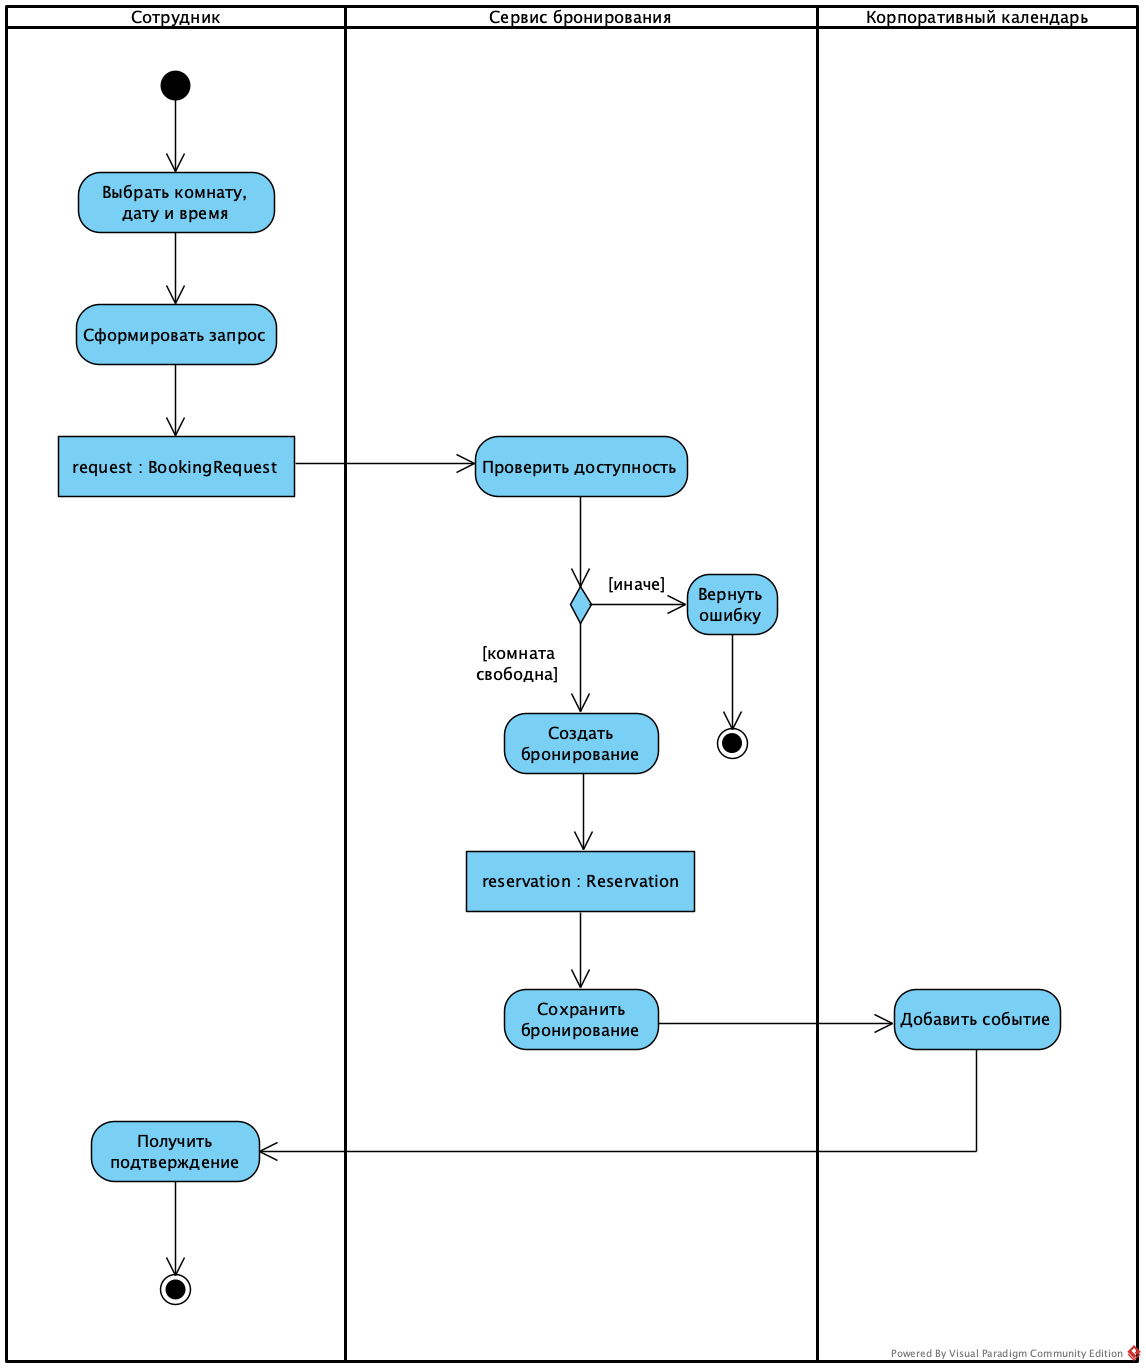 Сотрудник
Сервис бронирования
Корпоративный календарь
Выбрать комнату,
дату и время
Сформировать запрос
request : BookingRequest
Проверить доступность
[иначе]
Вернуть
ошибку
[комната
свободна]
Создать
бронирование
reservation : Reservation
Сохранить
бронирование
Добавить событие
Получить
подтверждение
Powered By Visual Paradigm Community Edition